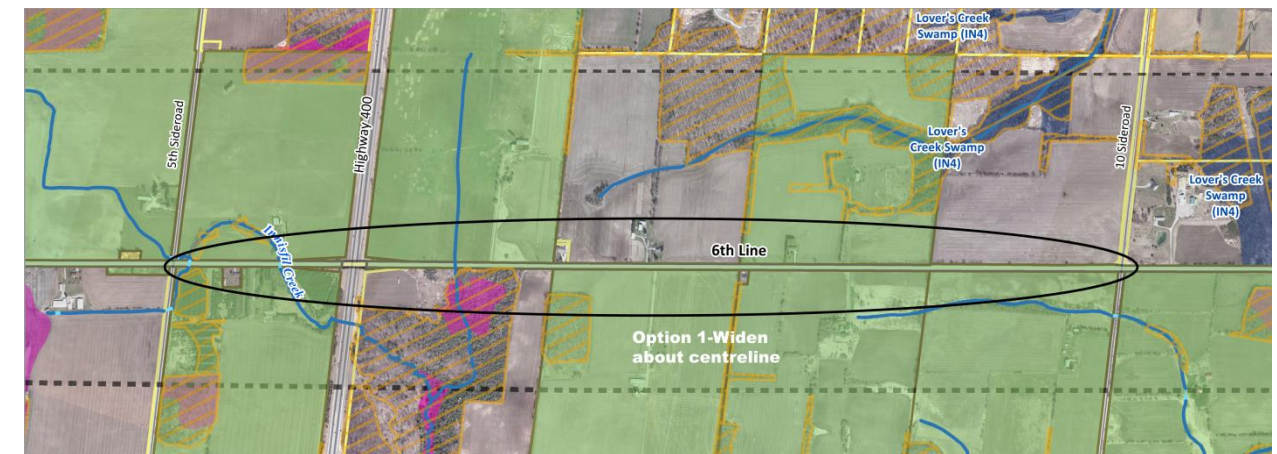 Lover's Creek
Swamp (IN4)
N
5th Sideroad
Highway 400
10 Sideroad
Lover's
Creek Swamp
(IN4)
Lover's Creek
Swamp
(IN4)
Innisfil Creek
6th Line
Option 1-Widen
about centreline